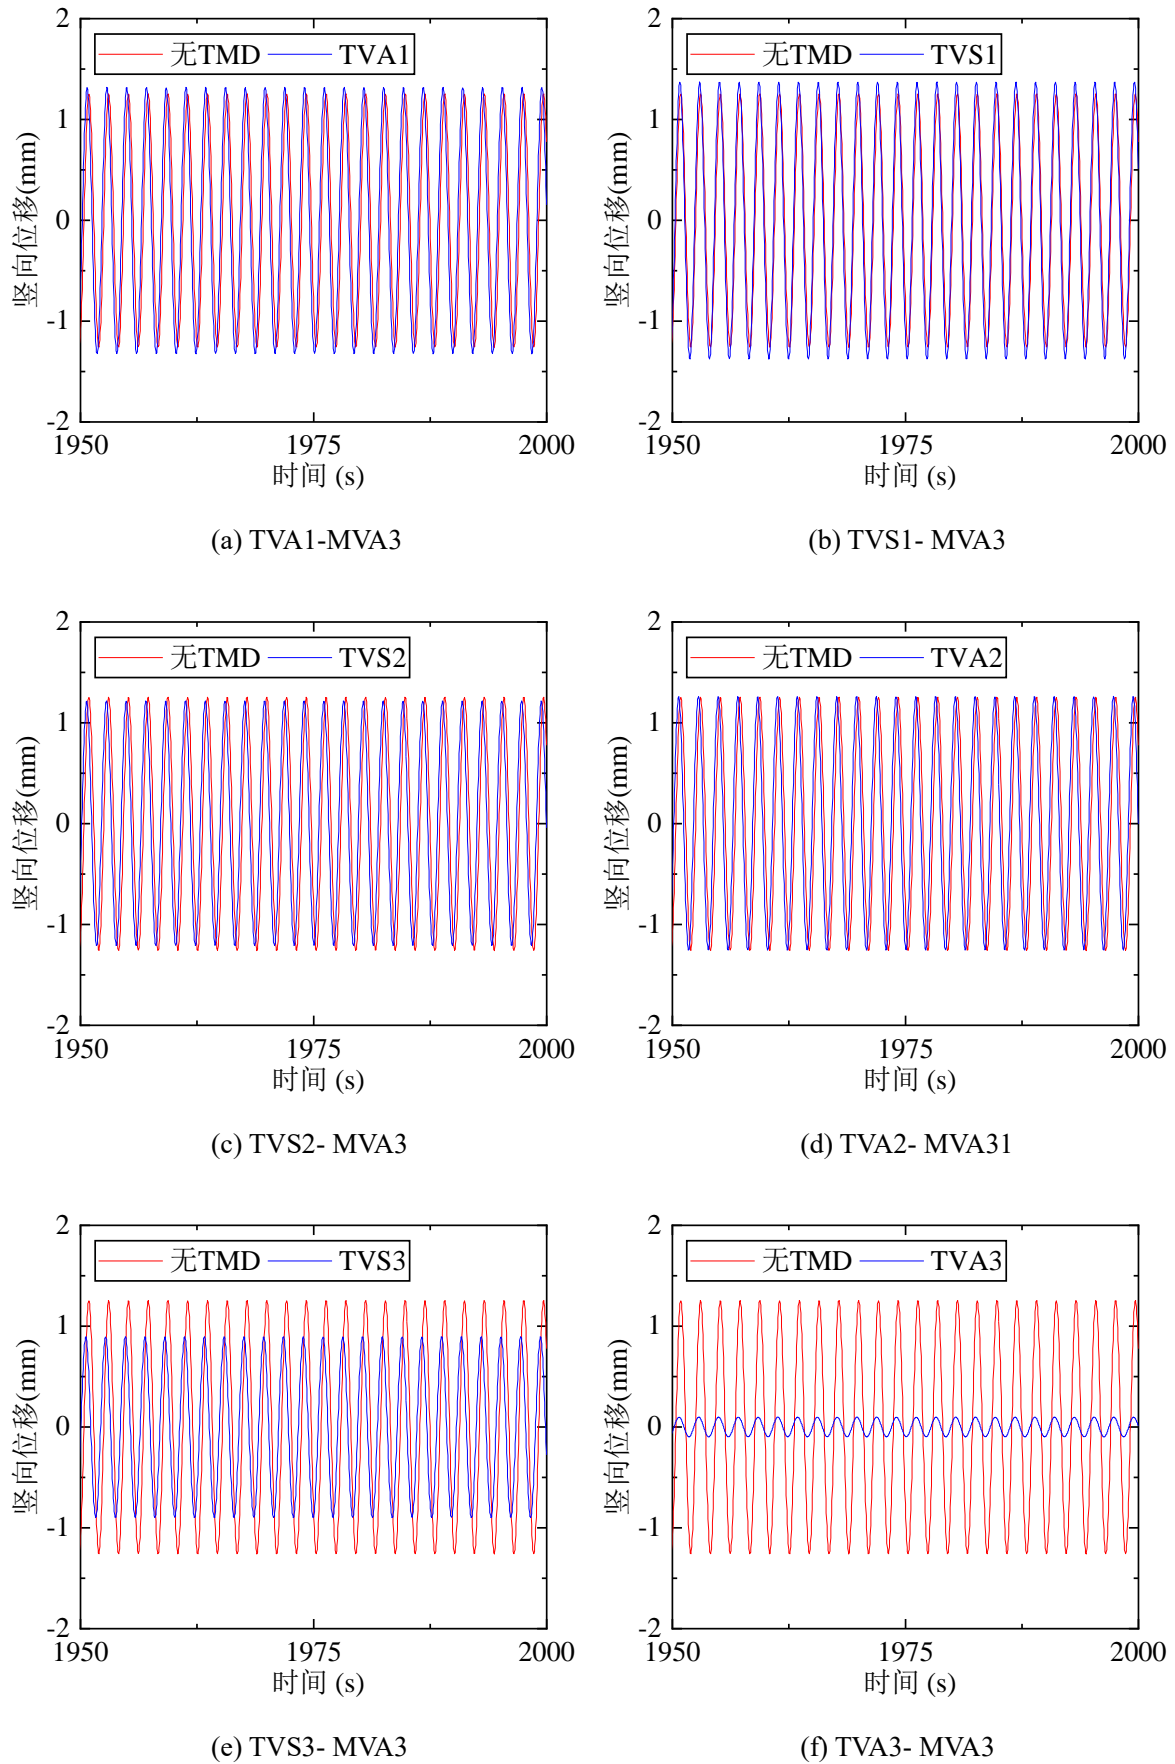 2
无TMD
TVA1
1
0
-1
-2
竖向位移(mm)
1950
1975
2000
时间 (s)
(a) TVA1-MVA3
2
无TMD
TVS1
1
0
-1
-2
竖向位移(mm)
1950
1975
2000
时间 (s)
(b) TVS1- MVA3
2
无TMD
TVS2
1
0
-1
-2
竖向位移(mm)
1950
1975
2000
时间 (s)
(c) TVS2- MVA3
2
无TMD
TVA2
1
0
-1
-2
竖向位移(mm)
1950
1975
2000
时间 (s)
(d) TVA2- MVA31
2
无TMD
TVS3
1
0
-1
-2
竖向位移(mm)
1950
1975
2000
时间 (s)
(e) TVS3- MVA3
2
无TMD
TVA3
1
0
-1
-2
竖向位移(mm)
1950
1975
2000
时间 (s)
(f) TVA3- MVA3